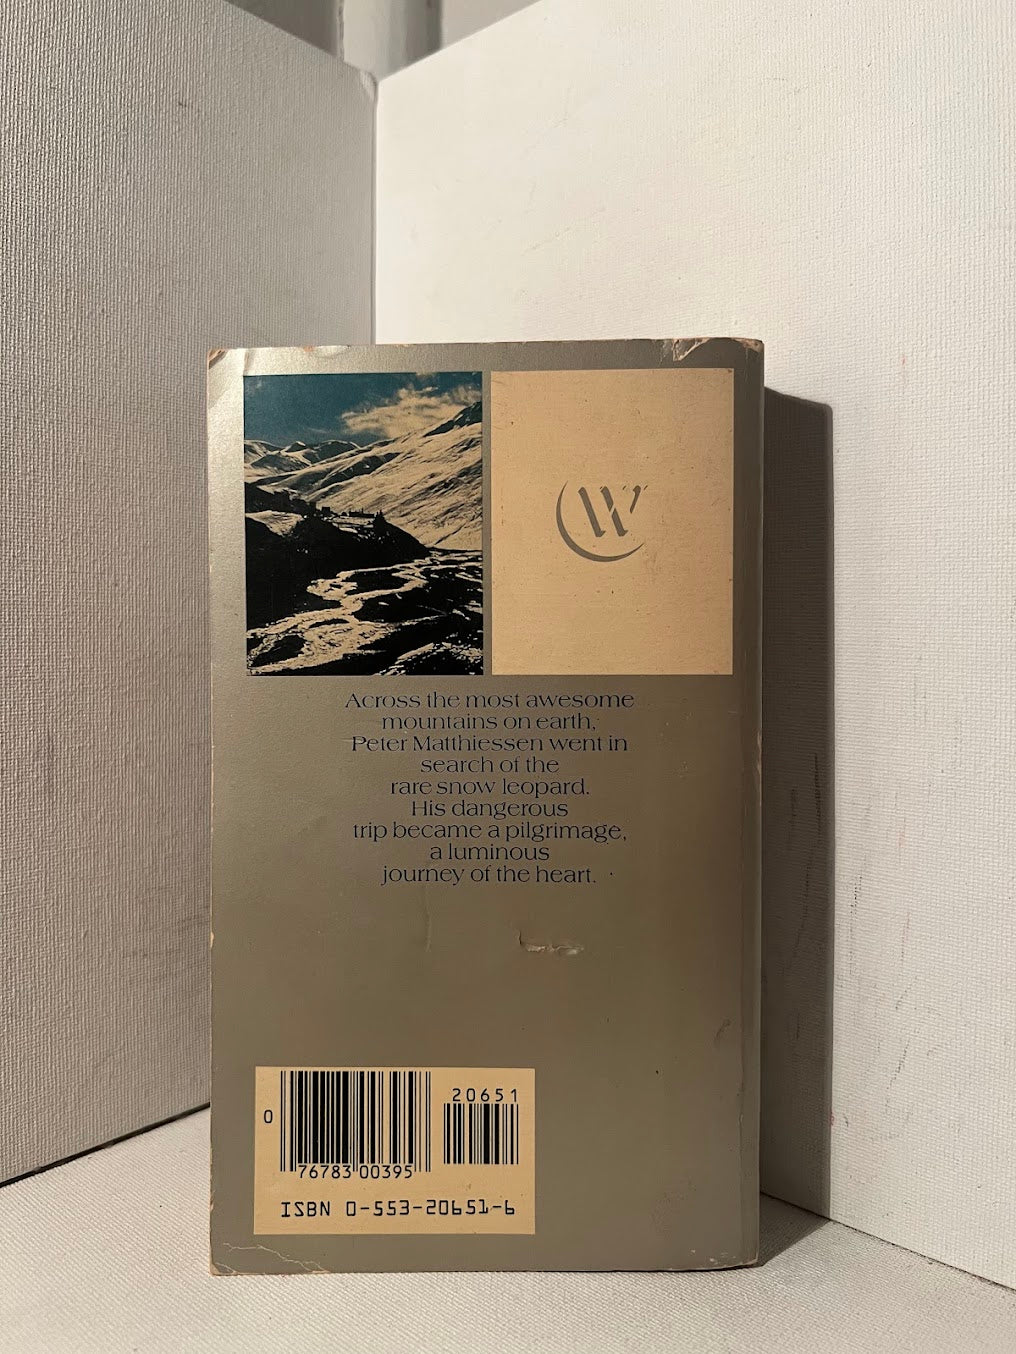 W
Across the most awesome
mountains on earth,
Peter Matthiessen went in
search of the
rare snow leopard.
His dangerous
trip became a pilgrimage,
a luminous
journey of the heart.
20651
0
76783 00395
ISBN 0-553-20651-6